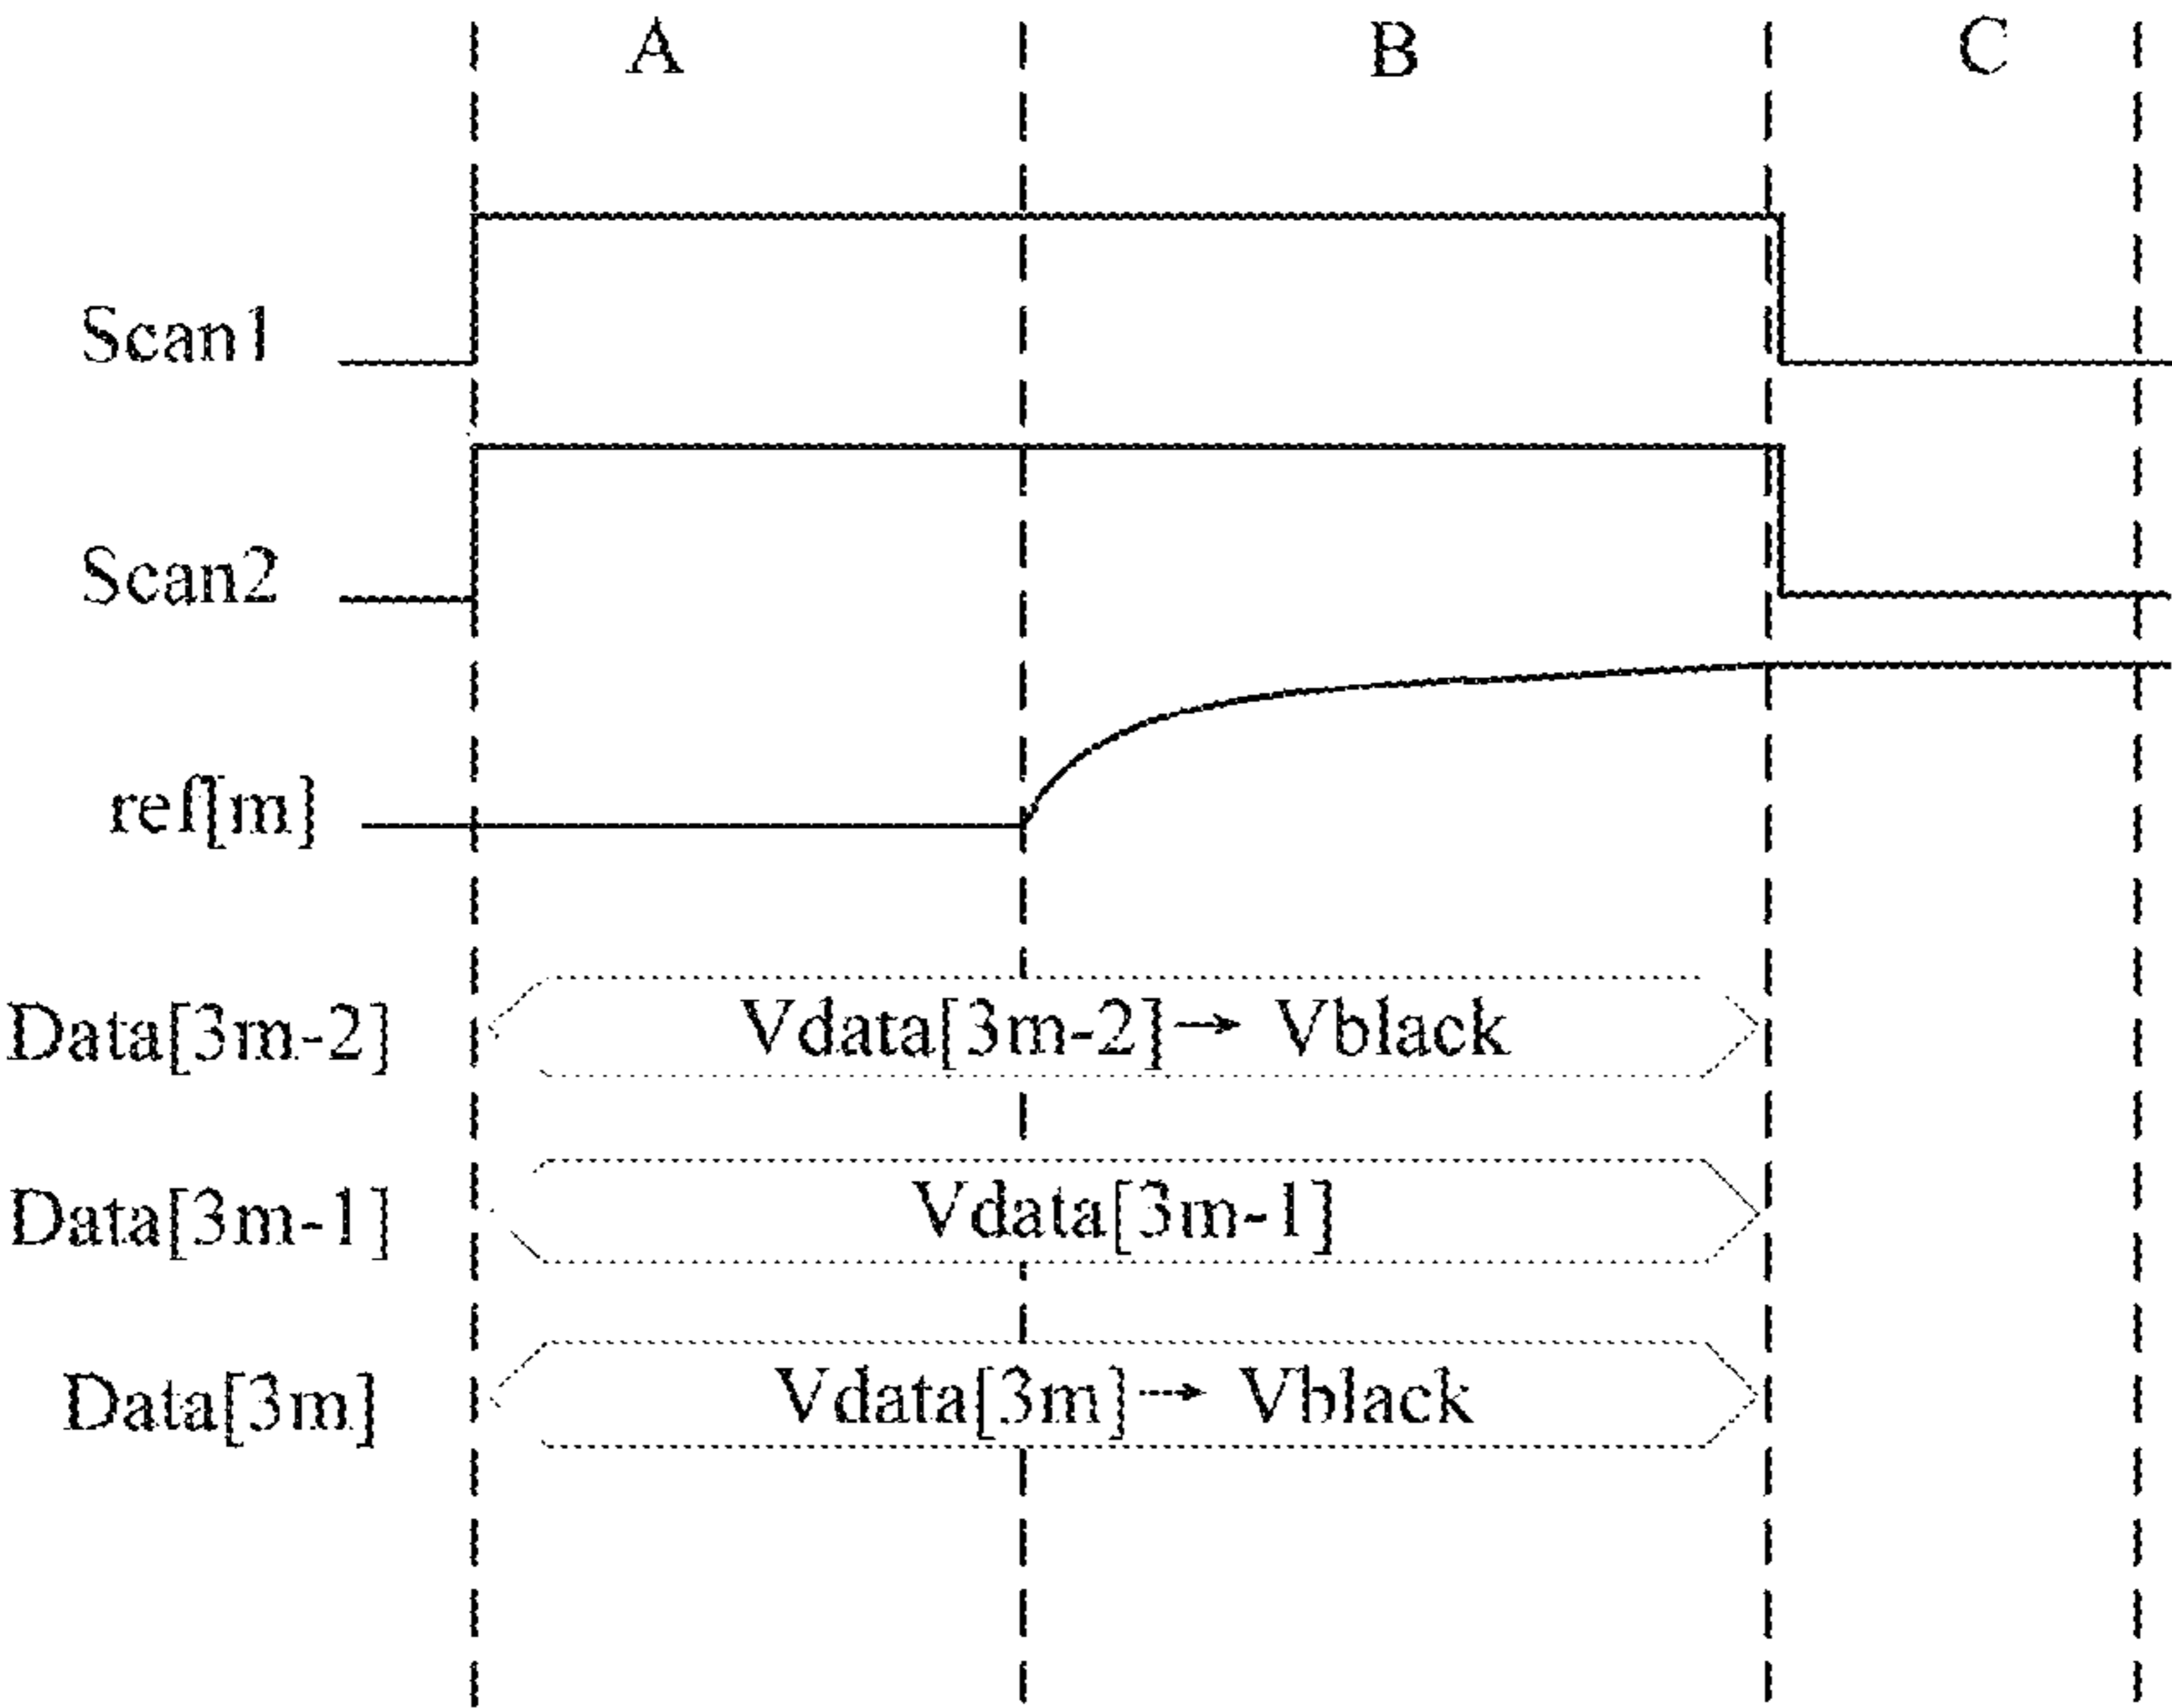 A B C
Scan1
Scan2
ref[m]
Data[3m-2] Vdata[3m-2]→ Vblack
Data[3m-1] Vdata[3m-1]
Data[3m] Vdata[3m]→ Vblack